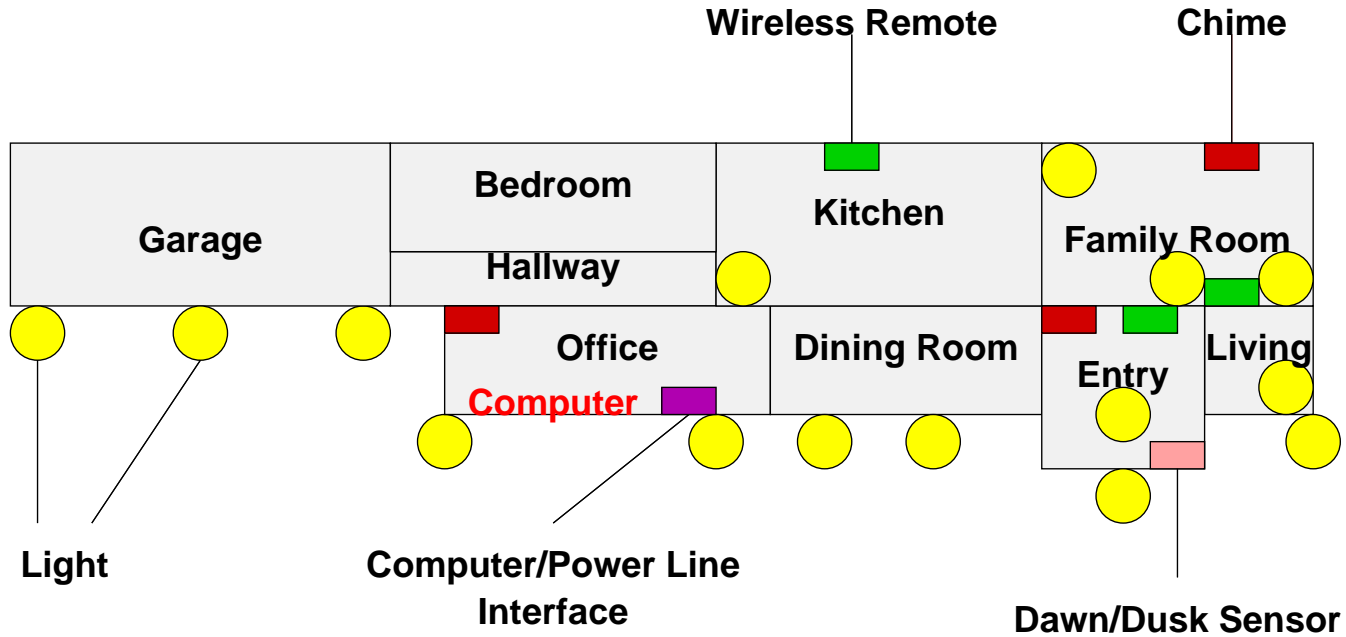 Wireless Remote
Chime
Bedroom
Kitchen
Garage
Family Room
Hallway
Office
Dining Room
Living
Entry
Computer
Light
Computer/Power Line
Interface
Dawn/Dusk Sensor